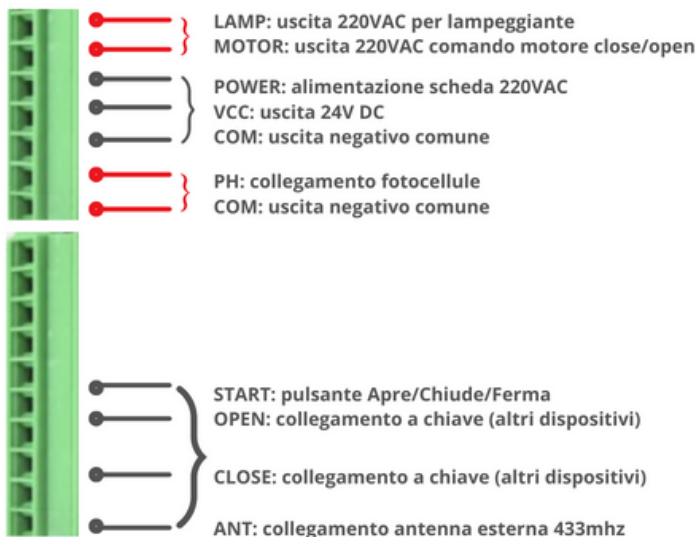 LAMP: uscita 220VAC per lampeggiante
MOTOR: uscita 220VAC comando motore close/open
POWER: alimentazione scheda 220VAC
VCC: uscita 24V DC
COM: uscita negativo comune
PH: collegamento fotocellule
COM: uscita negativo comune
START: pulsante Apre/Chiude/Ferma
OPEN: collegamento a chiave (altri dispositivi)
CLOSE: collegamento a chiave (altri dispositivi)
ANT: collegamento antenna esterna 433mhz